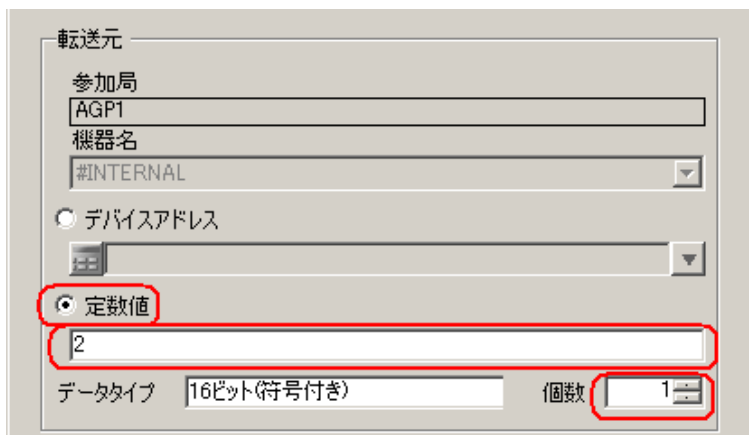 転送元
参加局
AGP1
機器名
#INTERNAL
デバイスアドレス
定数値
2
データタイプ 16ビット(符号付き) 個数 1